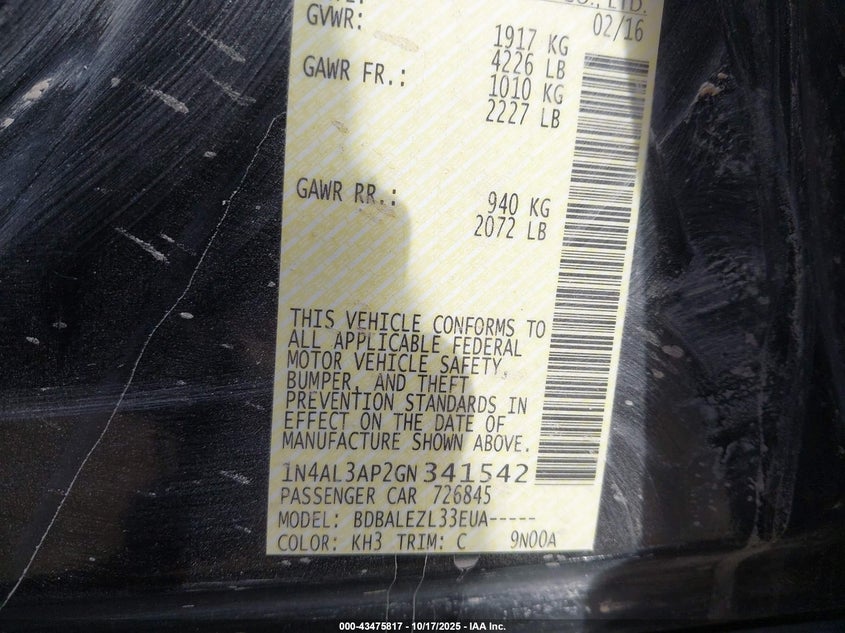 CO., LTD.
GVWR: 02/16
1917 KG
4226 LB
GAWR FR.: 1010 KG
2227 LB
GAWR RR.: 940 KG
2072 LB
THIS VEHICLE CONFORMS TO
ALL APPLICABLE FEDERAL
MOTOR VEHICLE SAFETY,
BUMPER, AND THEFT
PREVENTION STANDARDS IN
EFFECT ON THE DATE OF
MANUFACTURE SHOWN ABOVE.
1N4AL3AP2GN341542
PASSENGER CAR 726845
MODEL: BDBALEZL33EUA-----
COLOR: KH3 TRIM: C 9N00A
000-43475817 - 10/17/2025 - IAA Inc.